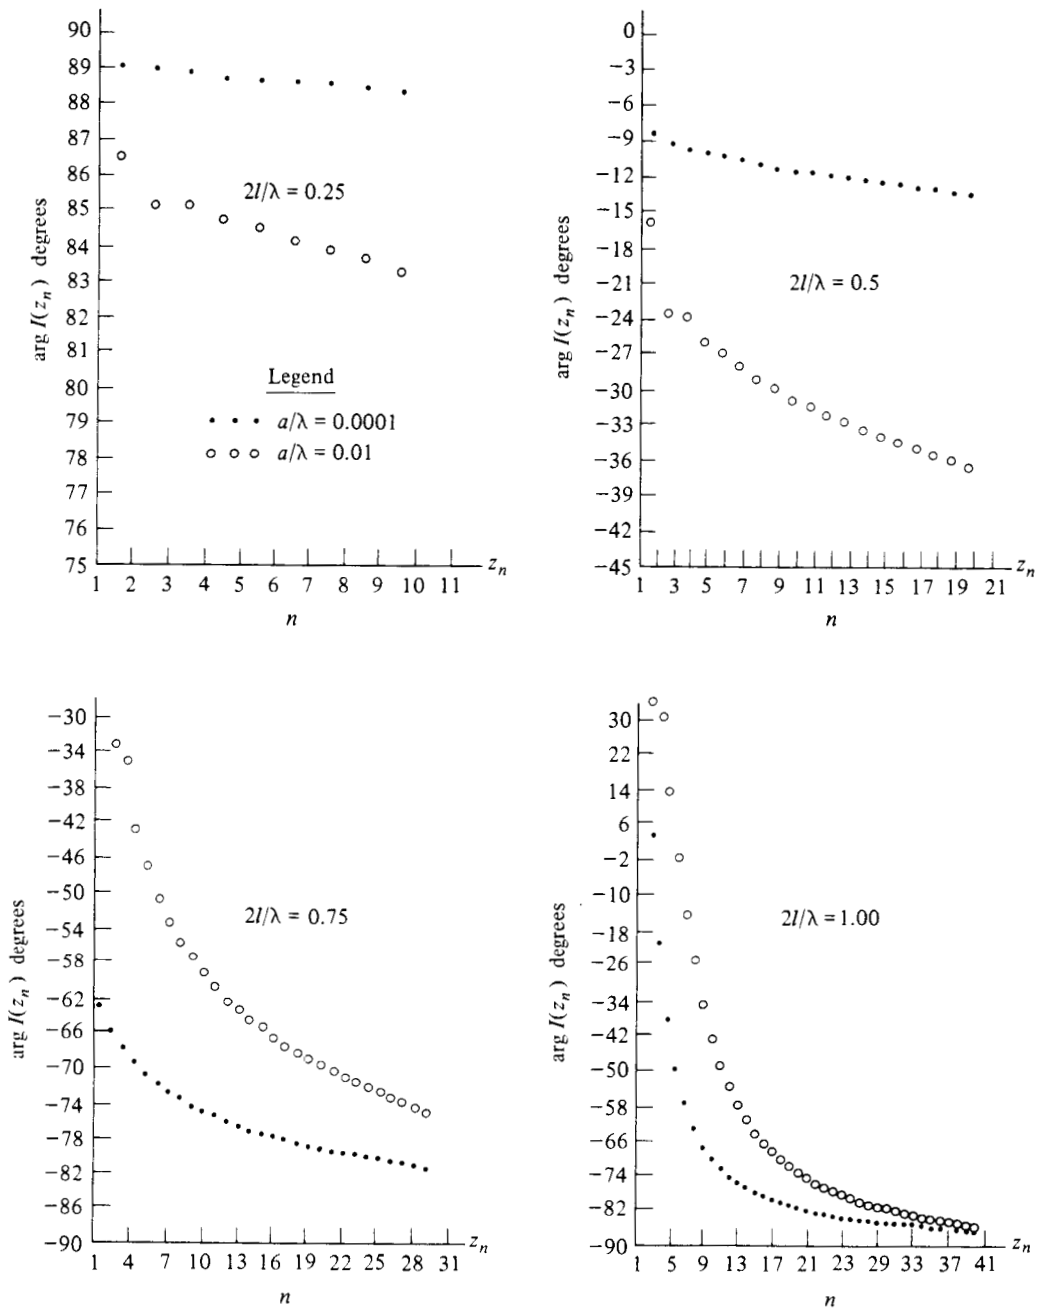 90
89
88
87
86
85
84
83
82
81
80
79
78
77
76
75
arg I(z_n) degrees
2l/λ = 0.25
Legend
a/λ = 0.0001
a/λ = 0.01
1 2 3 4 5 6 7 8 9 10 11
z_n
n
0
−3
−6
−9
−12
−15
−18
−21
−24
−27
−30
−33
−36
−39
−42
−45
arg I(z_n) degrees
2l/λ = 0.5
1 3 5 7 9 11 13 15 17 19 21
z_n
n
−30
−34
−38
−42
−46
−50
−54
−58
−62
−66
−70
−74
−78
−82
−86
−90
arg I(z_n) degrees
2l/λ = 0.75
1 4 7 10 13 16 19 22 25 28 31
z_n
n
30
22
14
6
−2
−10
−18
−26
−34
−42
−50
−58
−66
−74
−82
−90
arg I(z_n) degrees
2l/λ = 1.00
1 5 9 13 17 21 23 29 33 37 41
z_n
n